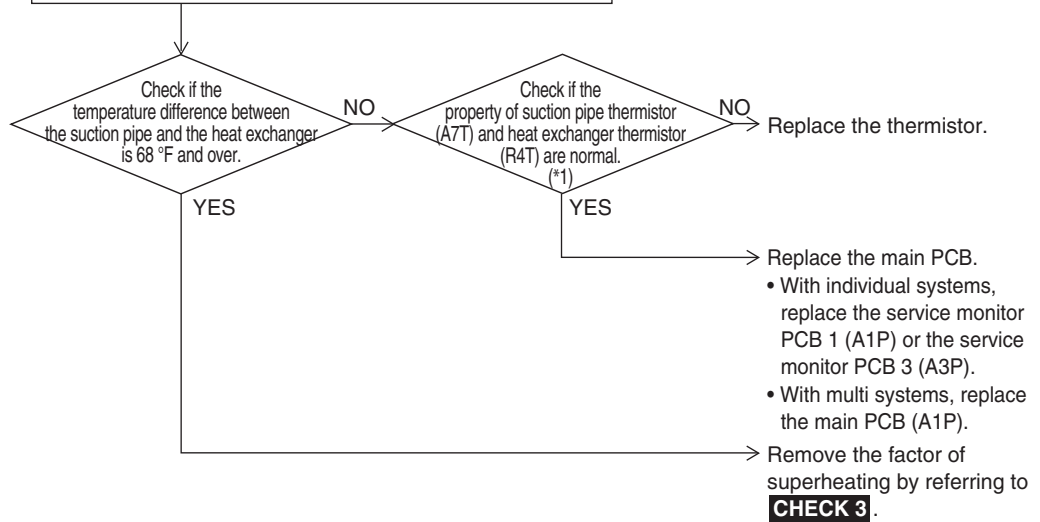 Check if the
temperature difference between
the suction pipe and the heat exchanger
is 68 °F and over.
NO
YES
Check if the
property of suction pipe thermistor
(A7T) and heat exchanger thermistor
(R4T) are normal.
(*1)
NO
YES
Replace the thermistor.
Replace the main PCB.
• With individual systems,
replace the service monitor
PCB 1 (A1P) or the service
monitor PCB 3 (A3P).
• With multi systems, replace
the main PCB (A1P).
Remove the factor of
superheating by referring to
CHECK 3 .